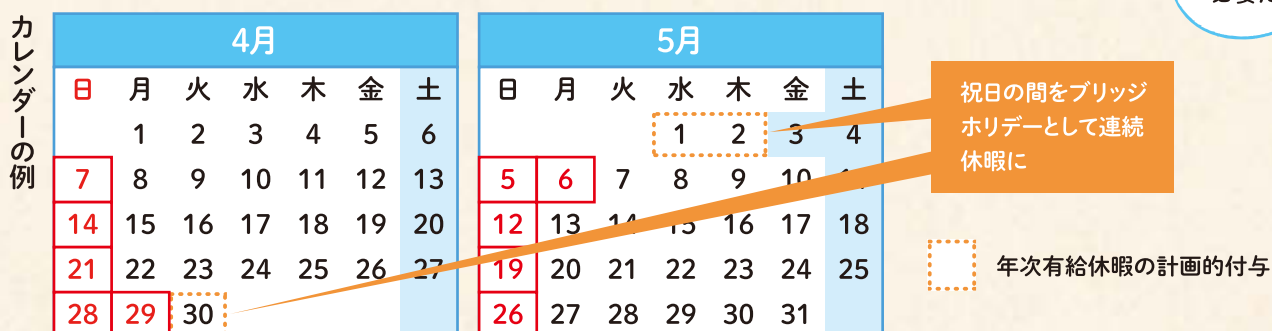 カレンダーの例
4月
日 月 火 水 木 金 土
1 2 3 4 5 6
7 8 9 10 11 12 13
14 15 16 17 18 19 20
21 22 23 24 25 26 27
28 29 30
5月
日 月 火 水 木 金 土
1 2 3 4
5 6 7 8 9 10
12 13 14 15 16 17 18
19 20 21 22 23 24 25
26 27 28 29 30 31
祝日の間をブリッジ
ホリデーとして連続
休暇に
年次有給休暇の計画的付与